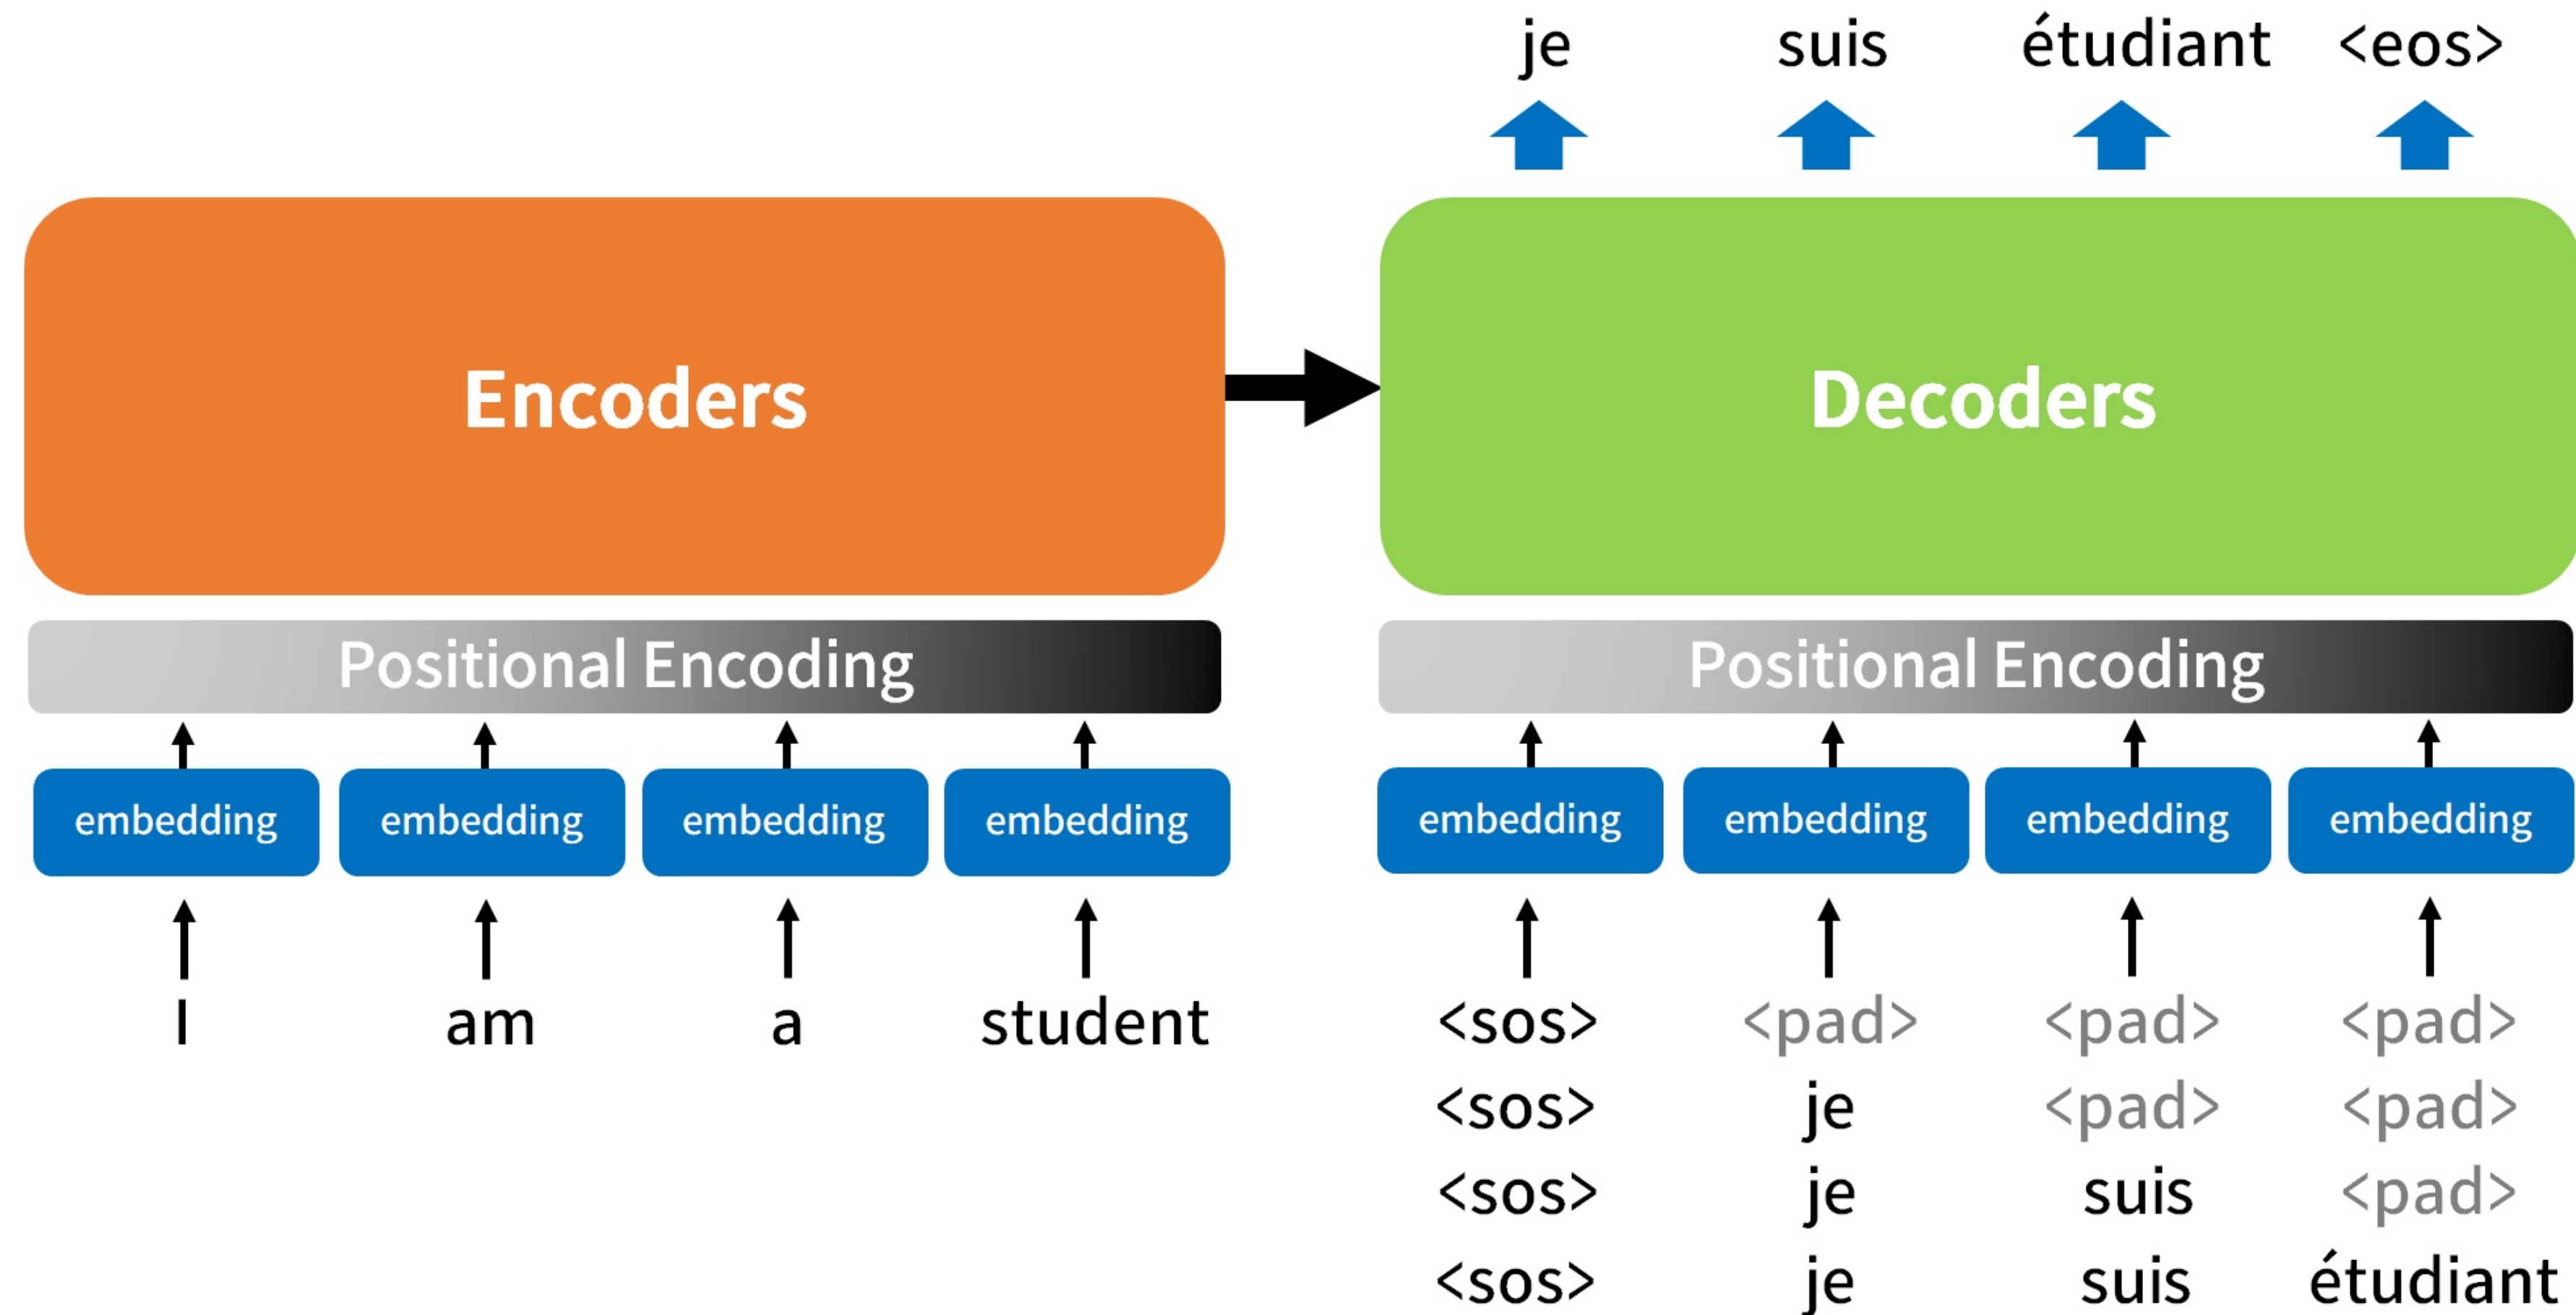 je suis étudiant <eos>
Encoders
Decoders
Positional Encoding
Positional Encoding
embedding embedding embedding embedding
embedding embedding embedding embedding
I am a student
<sos> <pad> <pad> <pad>
<sos> je <pad> <pad>
<sos> je suis <pad>
<sos> je suis étudiant